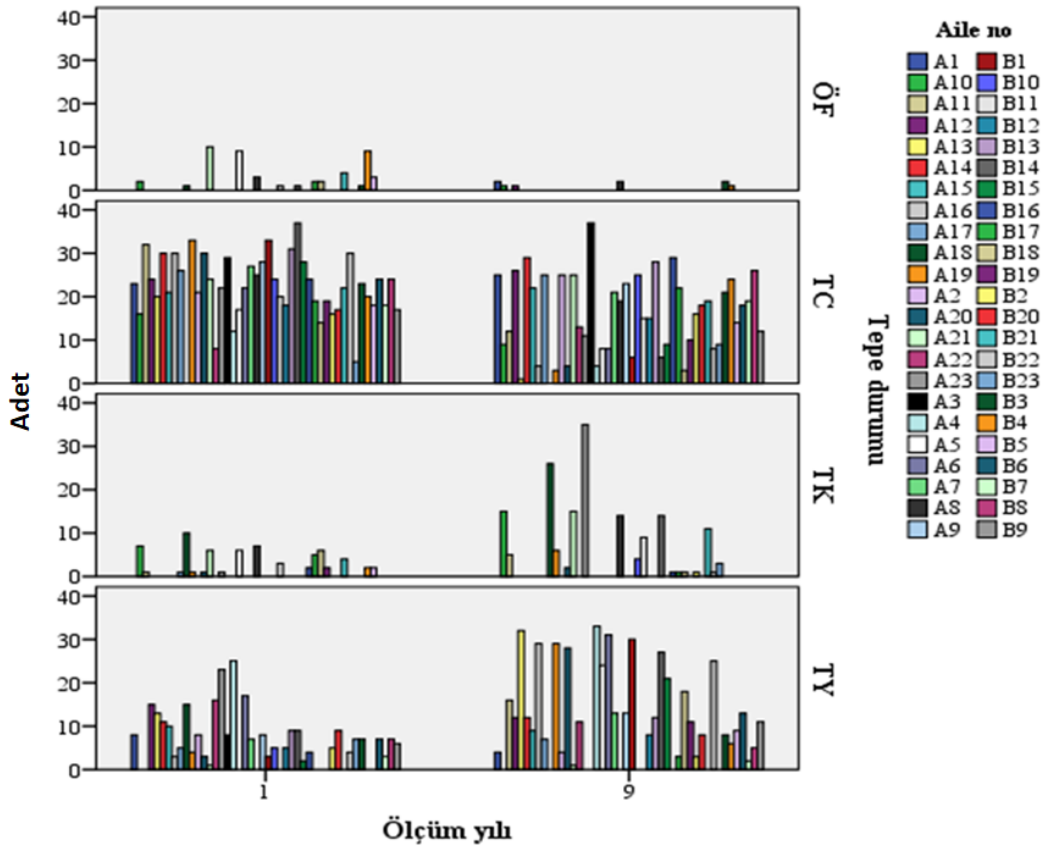 Aile no
A1 B1
A10 B10
A11 B11
A12 B12
A13 B13
A14 B14
A15 B15
A16 B16
A17 B17
A18 B18
A19 B19
A2 B2
A20 B20
A21 B21
A22 B22
A23 B23
A3 B3
A4 B4
A5 B5
A6 B6
A7 B7
A8 B8
A9 B9
40
30
20
10
0
ÖF
40
30
20
10
0
TC
40
30
20
10
0
TK
40
30
20
10
0
TY
Adet
Tepe durumu
1 9
Ölçüm yılı